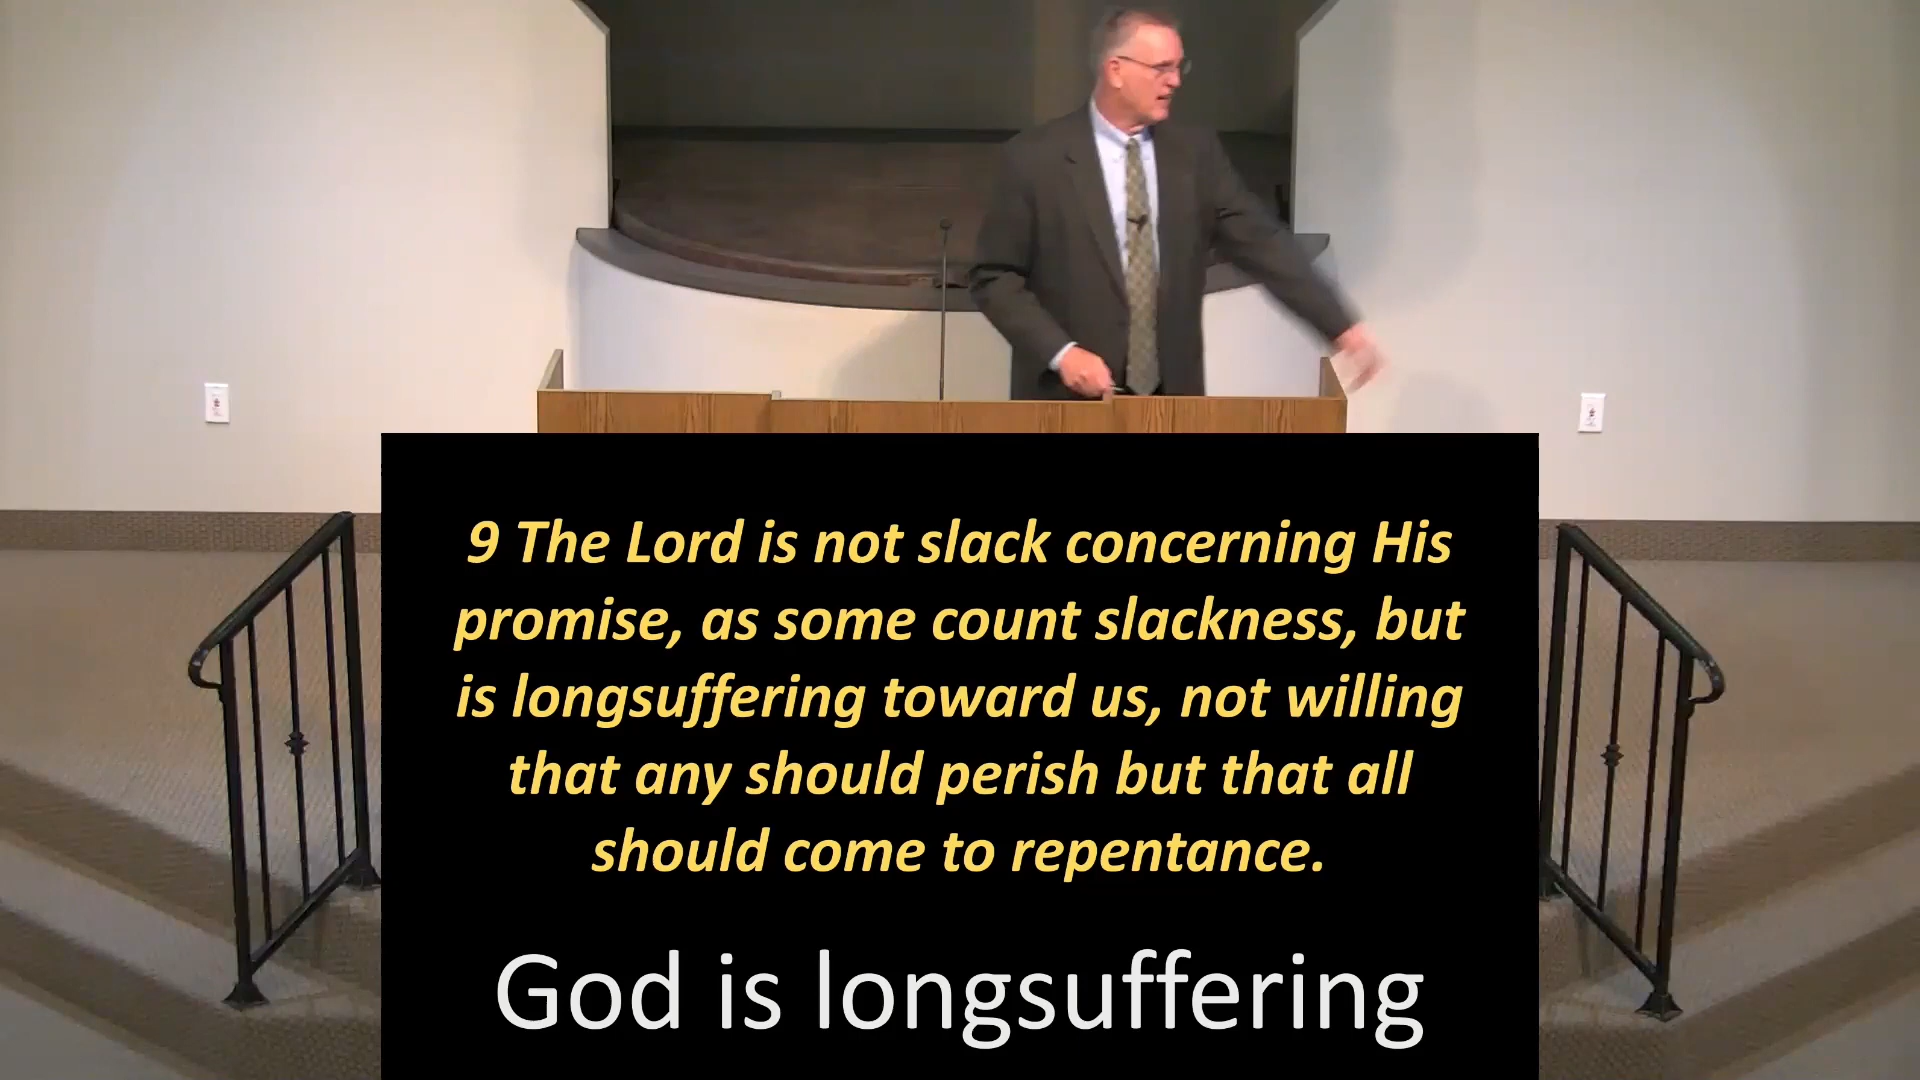 9 The Lord is not slack concerning His
promise, as some count slackness, but
is longsuffering toward us, not willing
that any should perish but that all
should come to repentance.
God is longsuffering